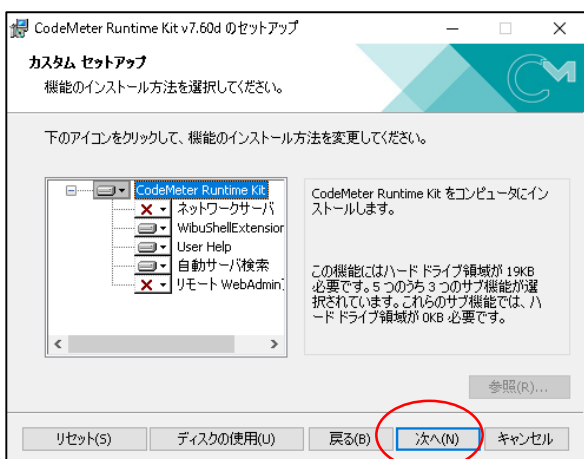 CodeMeter Runtime Kit v7.60d のセットアップ
カスタム セットアップ
機能のインストール方法を選択してください。
下のアイコンをクリックして、機能のインストール方法を変更してください。
CodeMeter Runtime Kit
ネットワークサーバ
WibuShellExtension
User Help
自動サーバ検索
リモート WebAdmin
CodeMeter Runtime Kit をコンピュータにイン
ストールします。
この機能にはハード ドライブ領域が 19KB
必要です。5 つのうち 3 つのサブ機能が選
択されています。これらのサブ機能では、ハ
ード ドライブ領域が 0KB 必要です。
参照(R)...
リセット(S)
ディスクの使用(U)
戻る(B)
次へ(N)
キャンセル